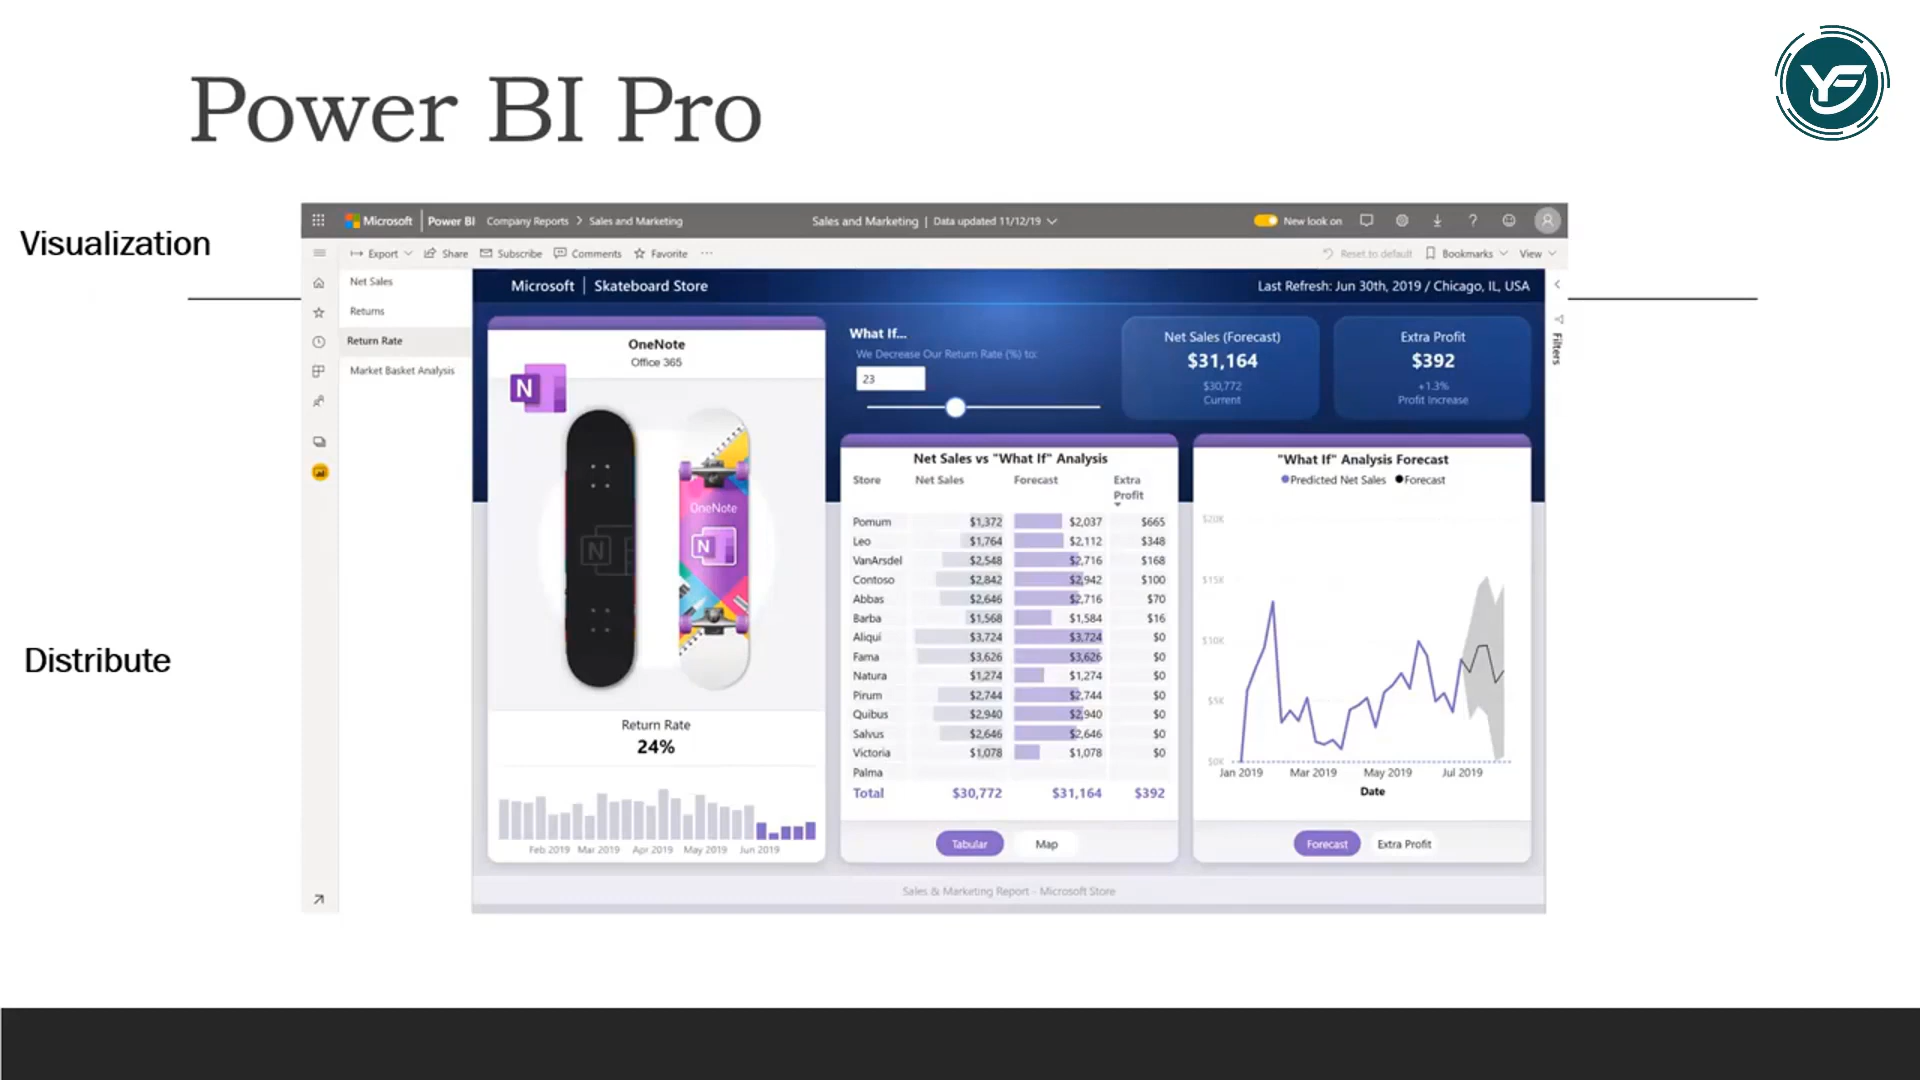 Power BI Pro
YF
Visualization
Distribute
Microsoft Power BI Company Reports > Sales and Marketing
Sales and Marketing | Data updated 11/12/19
New look on
Export Share Subscribe Comments Favorite ...
Reset to default Bookmarks View
Net Sales
Returns
Return Rate
Market Basket Analysis
Microsoft | Skateboard Store
Last Refresh: Jun 30th, 2019 / Chicago, IL, USA
Filters
OneNote
Office 365
N
OneNote
N
N
Return Rate
24%
Feb 2019 Mar 2019 Apr 2019 May 2019 Jun 2019
What If...
We Decrease Our Return Rate (%) to:
23
Net Sales (Forecast)
$31,164
$30,772
Current
Extra Profit
$392
+1.3%
Profit Increase
Net Sales vs "What If" Analysis
Store Net Sales Forecast Extra Profit
Pomum $1,372 $2,037 $665
Leo $1,764 $2,112 $348
VanArsdel $2,548 $2,716 $168
Contoso $2,842 $2,942 $100
Abbas $2,646 $2,716 $70
Barba $1,568 $1,584 $16
Aliqui $3,724 $3,724 $0
Fama $3,626 $3,626 $0
Natura $1,274 $1,274 $0
Pirum $2,744 $2,744 $0
Quibus $2,940 $2,940 $0
Salvus $2,646 $2,646 $0
Victoria $1,078 $1,078 $0
Palma
Total $30,772 $31,164 $392
Tabular Map
"What If" Analysis Forecast
Predicted Net Sales Forecast
$20K
$15K
$10K
$5K
$0K
Jan 2019 Mar 2019 May 2019 Jul 2019
Date
Forecast Extra Profit
Sales & Marketing Report - Microsoft Store